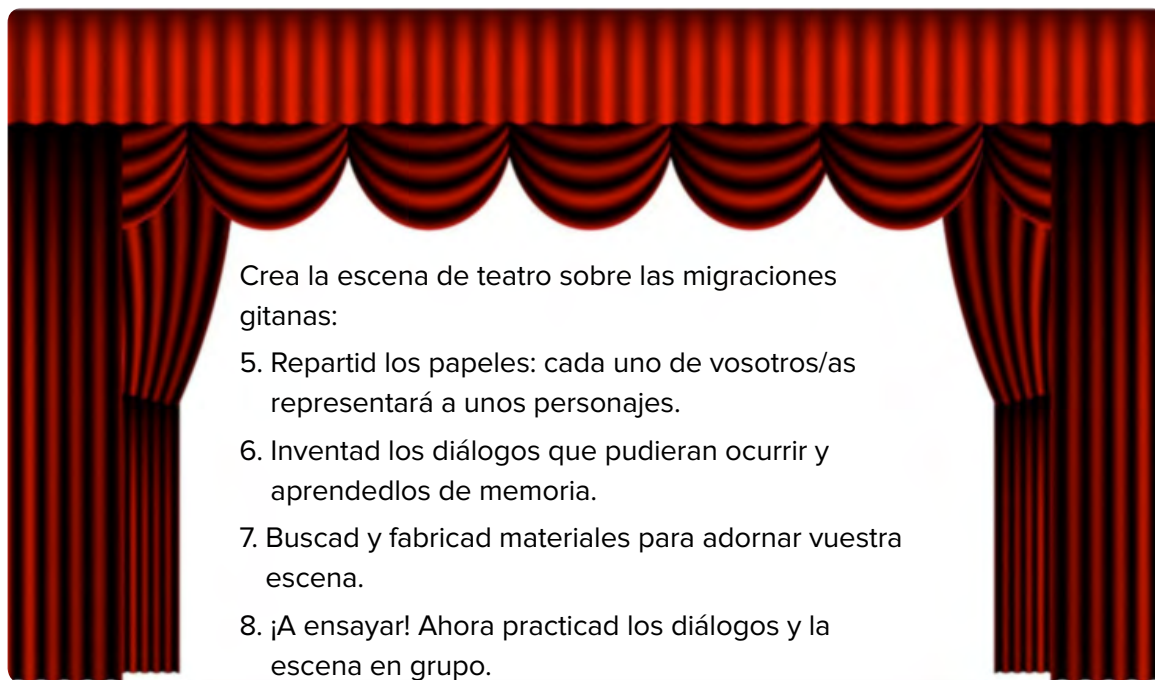 Crea la escena de teatro sobre las migraciones
gitanas:
5. Repartid los papeles: cada uno de vosotros/as
representará a unos personajes.
6. Inventad los diálogos que pudieran ocurrir y
aprendedlos de memoria.
7. Buscad y fabricad materiales para adornar vuestra
escena.
8. ¡A ensayar! Ahora practicad los diálogos y la
escena en grupo.